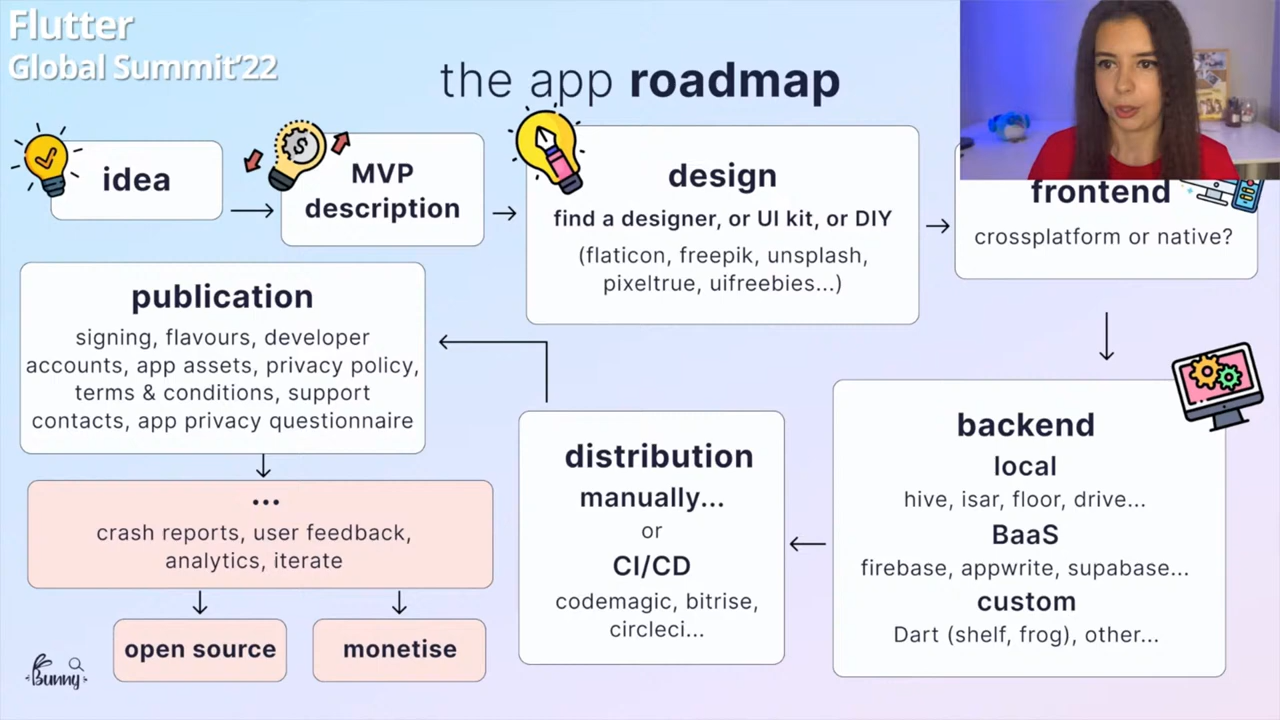 Flutter
Global Summit'22
the app roadmap
idea
MVP
description
design
find a designer, or UI kit, or DIY
(flaticon, freepik, unsplash,
pixeltrue, uifreebies...)
frontend
crossplatform or native?
backend
local
hive, isar, floor, drive...
BaaS
firebase, appwrite, supabase...
custom
Dart (shelf, frog), other...
distribution
manually...
or
CI/CD
codemagic, bitrise,
circleci...
publication
signing, flavours, developer
accounts, app assets, privacy policy,
terms & conditions, support
contacts, app privacy questionnaire
...
crash reports, user feedback,
analytics, iterate
open source
monetise
Bunny